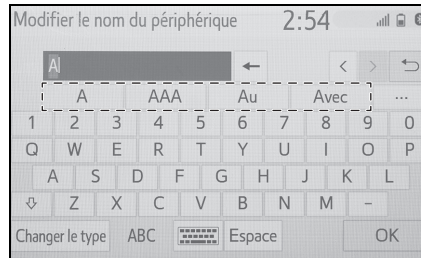 Modifier le nom du périphérique 2:54
A
A AAA Au Avec ...
1 2 3 4 5 6 7 8 9 0
Q W E R T Y U I O P
A S D F G H J K L
Z X C V B N M -
Changer le type ABC Espace OK